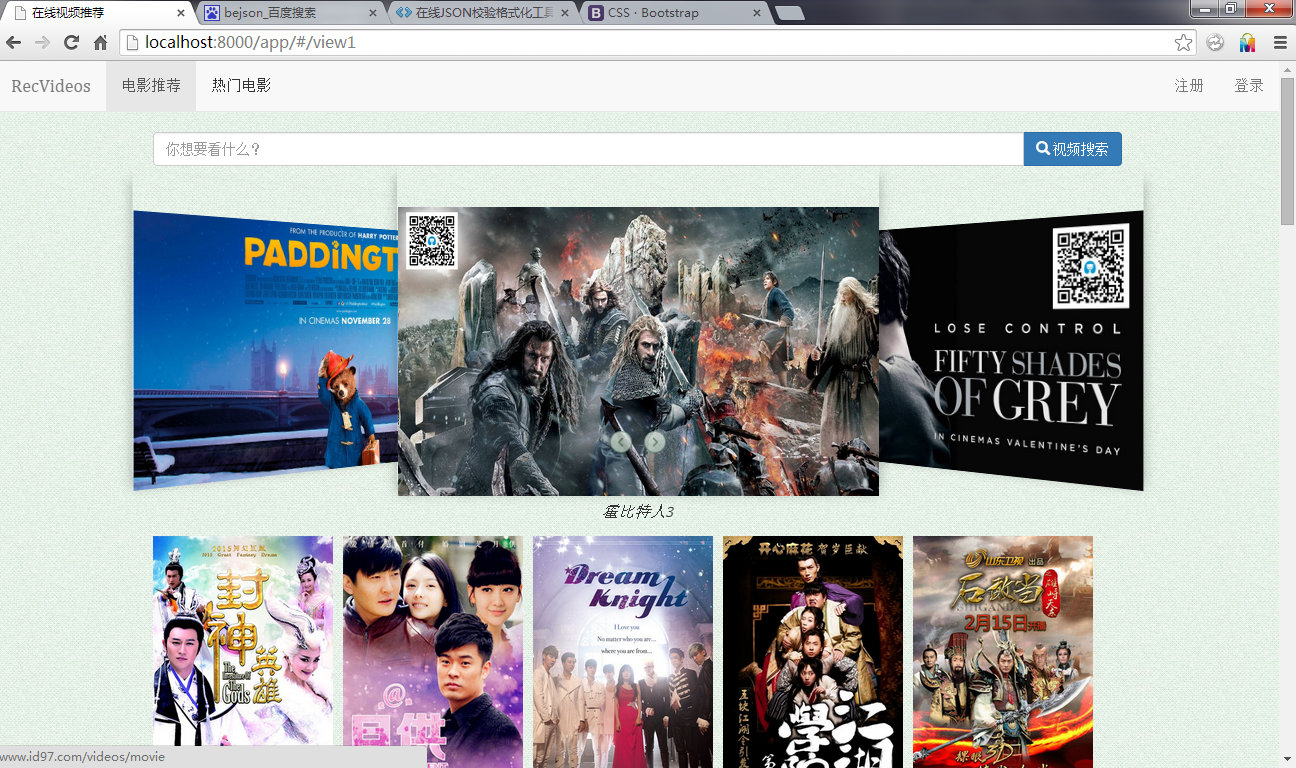 在线视频推荐
bejson_百度搜索
在线JSON校验格式化工具
CSS · Bootstrap
localhost:8000/app/#/view1
RecVideos
电影推荐
热门电影
注册
登录
你想要看什么?
视频搜索
FROM THE PRODUCER OF HARRY POTTER
PADDINGT
IN CINEMAS NOVEMBER 28
LOSE CONTROL
FIFTY SHADES
OF GREY
IN CINEMAS VALENTINE'S DAY
霍比特人3
封神英雄
The Gods
Dream
Knight
I Love you
No matter who you are...
where you are from...
开心麻花 贺岁巨献
江湖學
山东卫视 出品
石敢当
SHIGANDANG
2月15日开播
www.id97.com/videos/movie